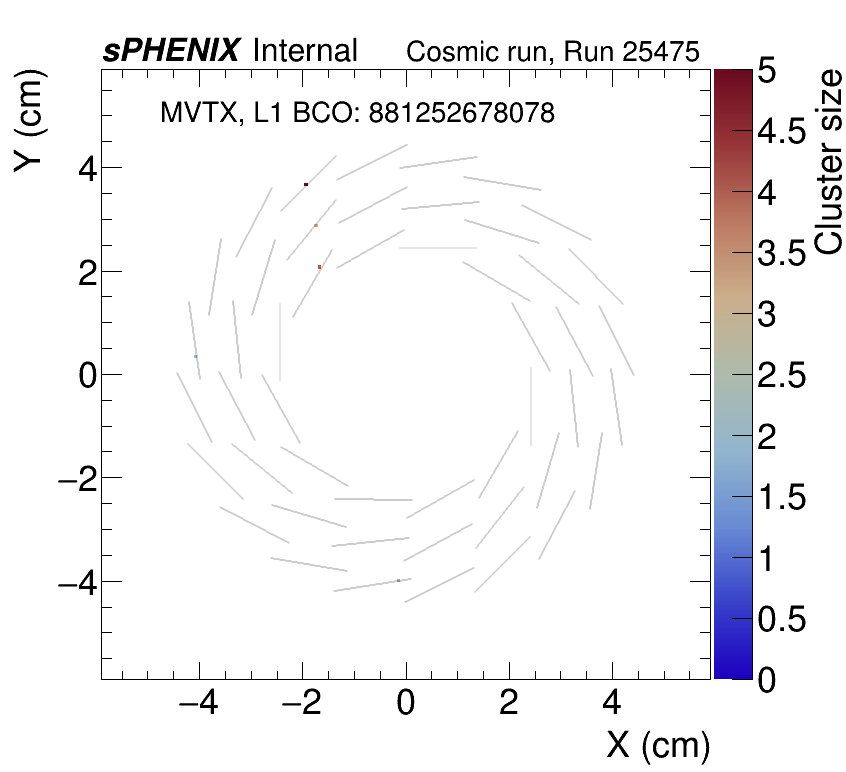 sPHENIX Internal Cosmic run, Run 25475
MVTX, L1 BCO: 881252678078
Y (cm)
4
2
0
−2
−4
−4 −2 0 2 4
X (cm)
5
4.5
4
3.5
3
2.5
2
1.5
1
0.5
0
Cluster size